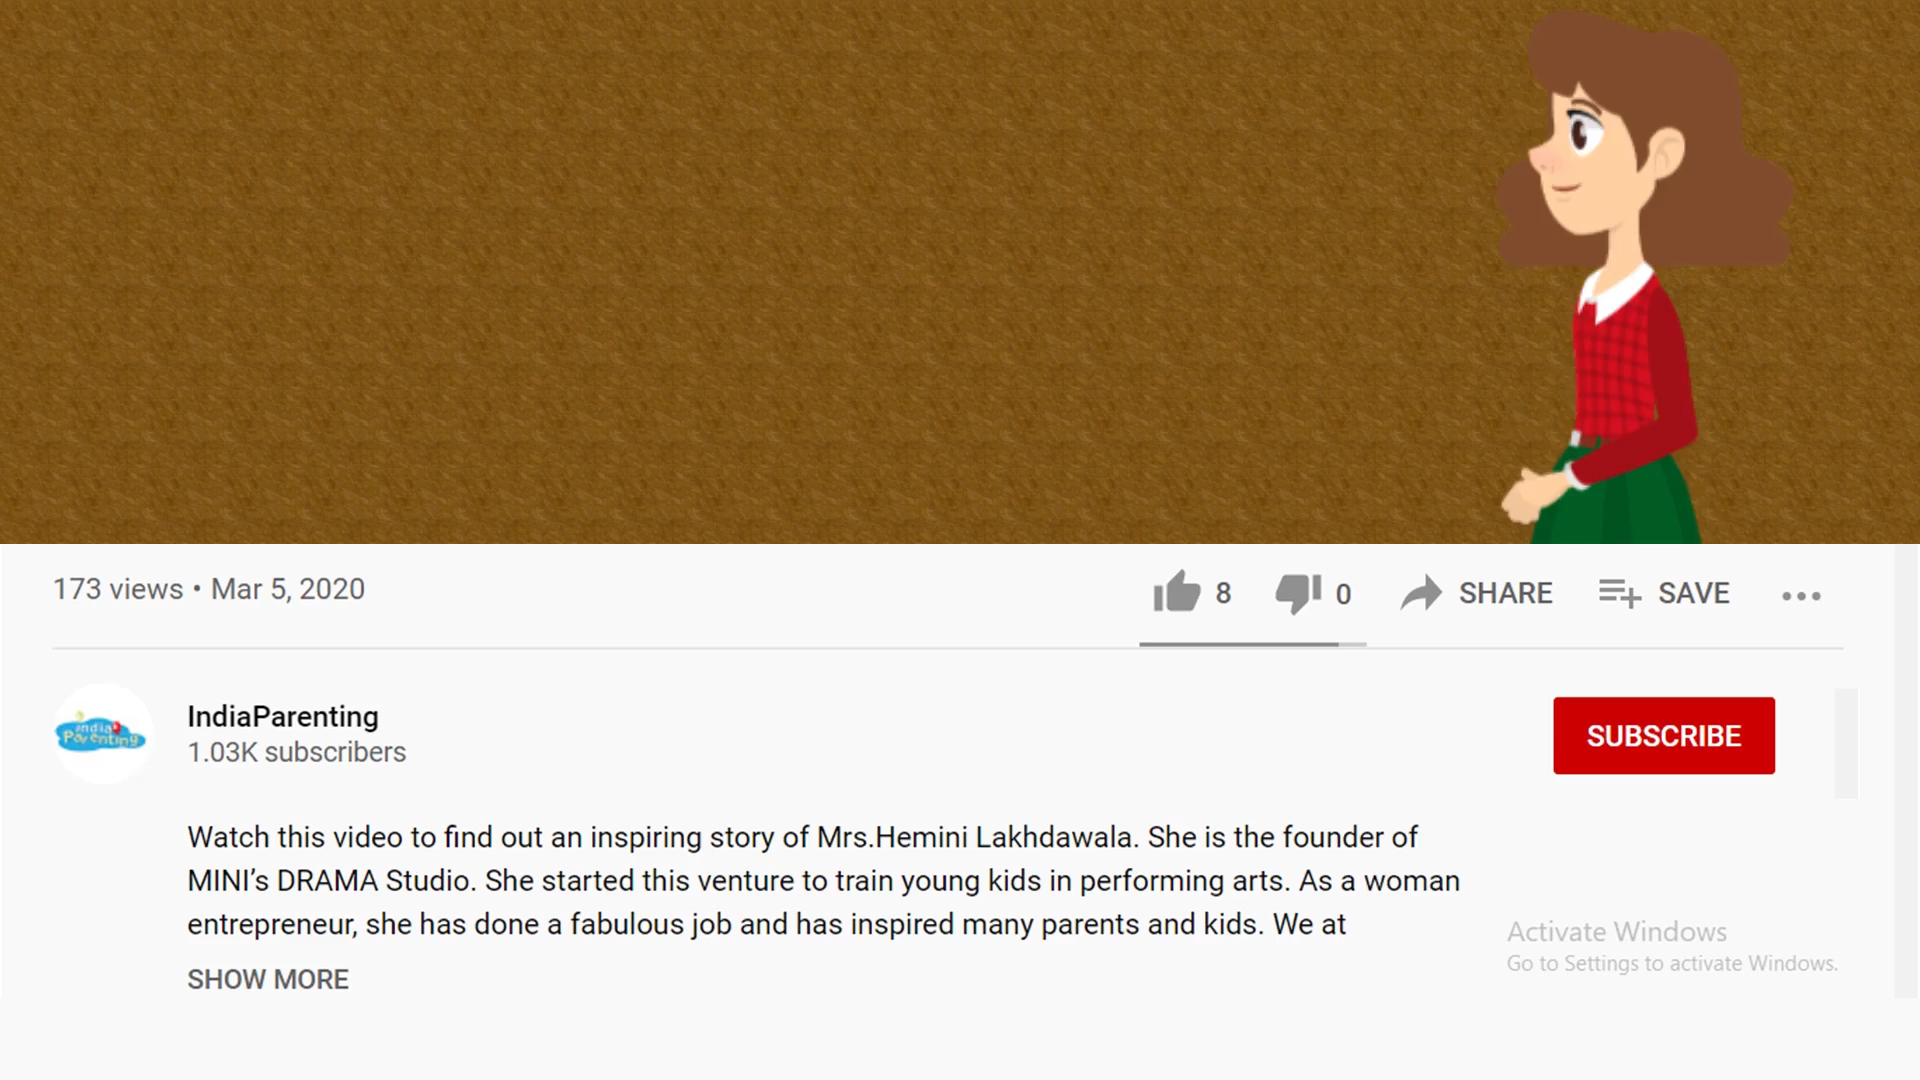 173 views • Mar 5, 2020
8
0
SHARE
SAVE
India
Parenting
IndiaParenting
1.03K subscribers
SUBSCRIBE
Watch this video to find out an inspiring story of Mrs.Hemini Lakhdawala. She is the founder of
MINI’s DRAMA Studio. She started this venture to train young kids in performing arts. As a woman
entrepreneur, she has done a fabulous job and has inspired many parents and kids. We at
SHOW MORE
Activate Windows
Go to Settings to activate Windows.